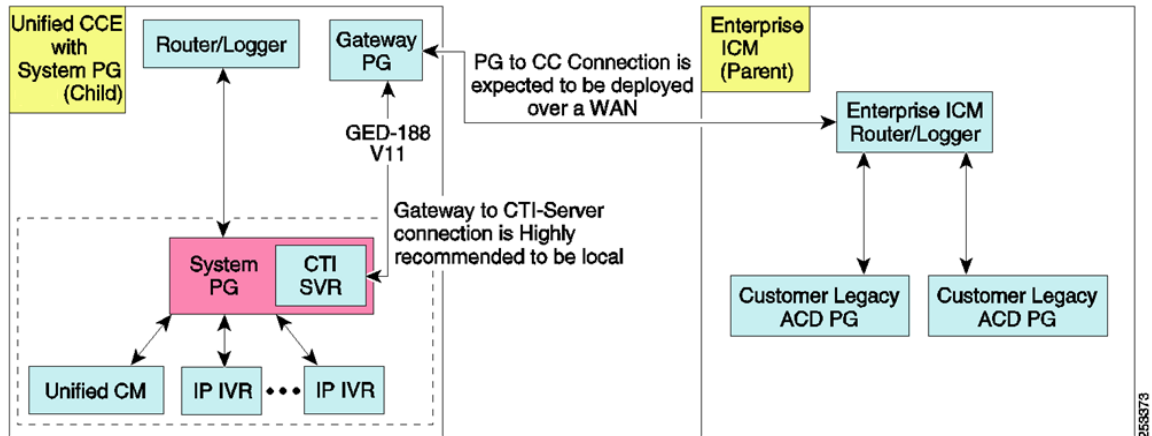 Unified CCE
with
System PG
(Child)
Router/Logger
Gateway
PG
PG to CC Connection is
expected to be deployed
over a WAN
Enterprise
ICM
(Parent)
Enterprise ICM
Router/Logger
GED-188
V11
Gateway to CTI-Server
connection is Highly
recommended to be local
System
PG
CTI
SVR
Unified CM
IP IVR
IP IVR
Customer Legacy
ACD PG
Customer Legacy
ACD PG
253373